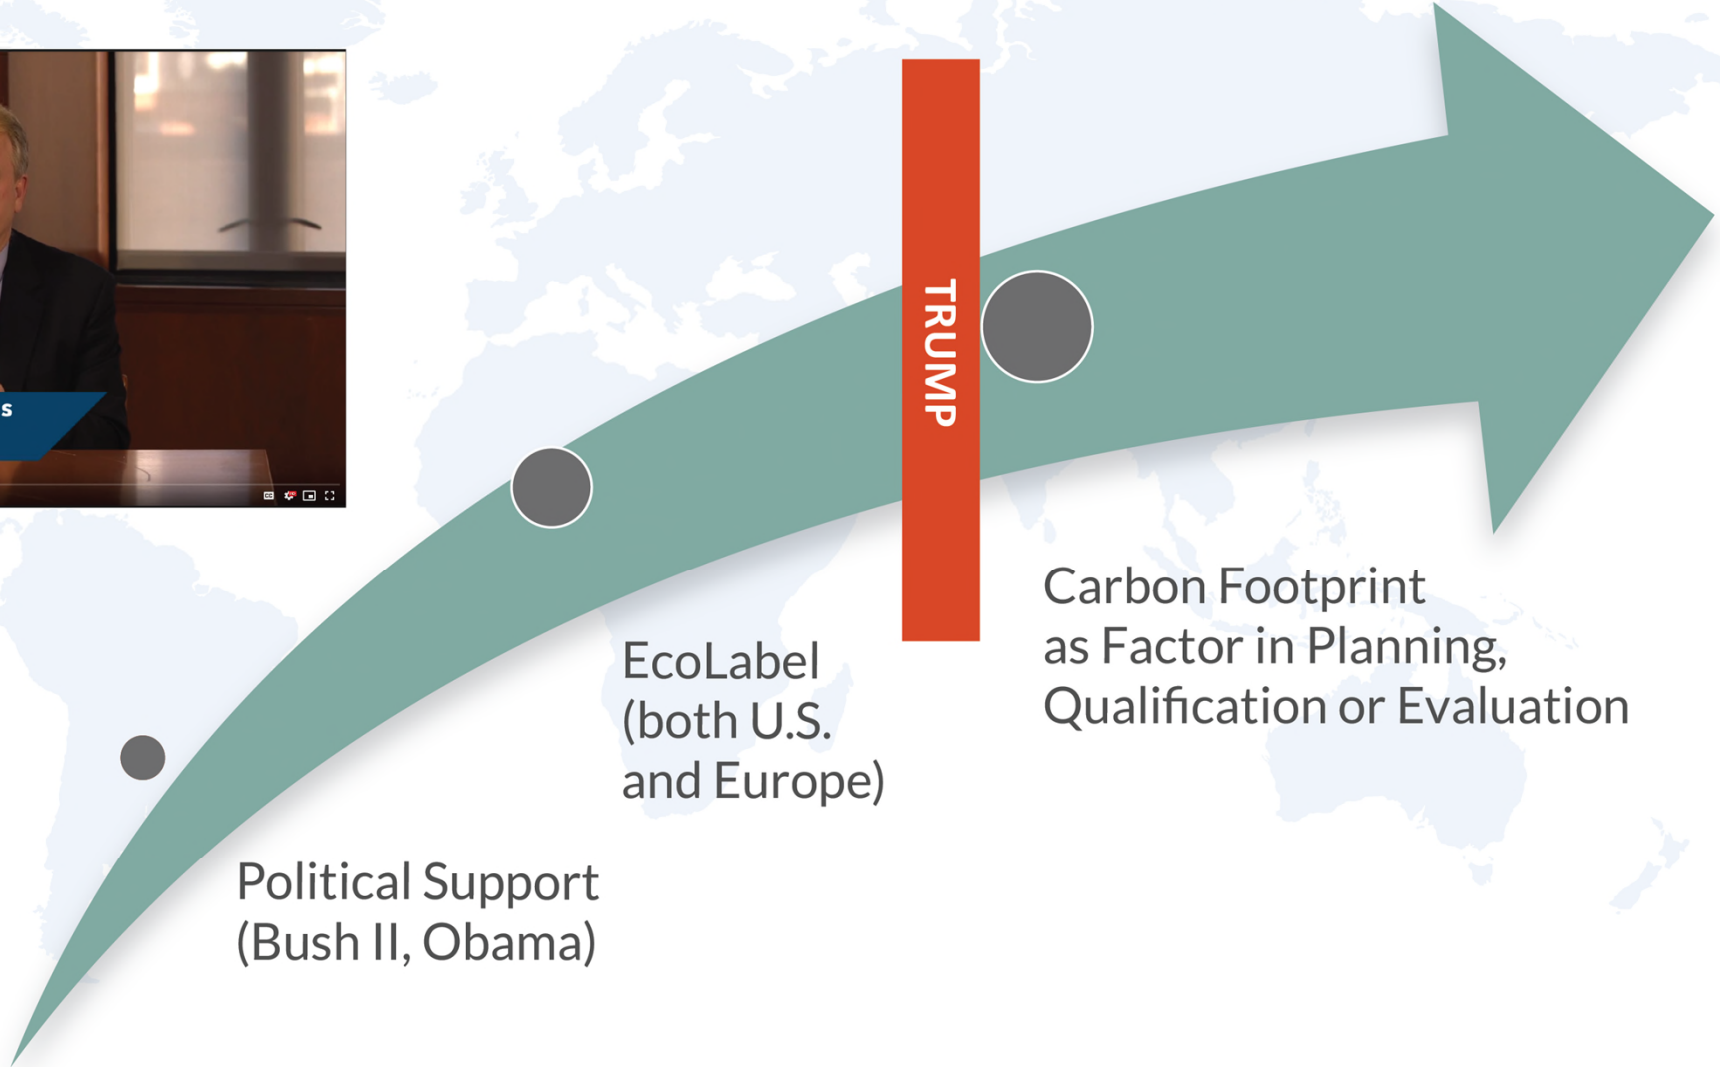 S
TRUMP
EcoLabel
(both U.S.
and Europe)
Carbon Footprint
as Factor in Planning,
Qualification or Evaluation
Political Support
(Bush II, Obama)